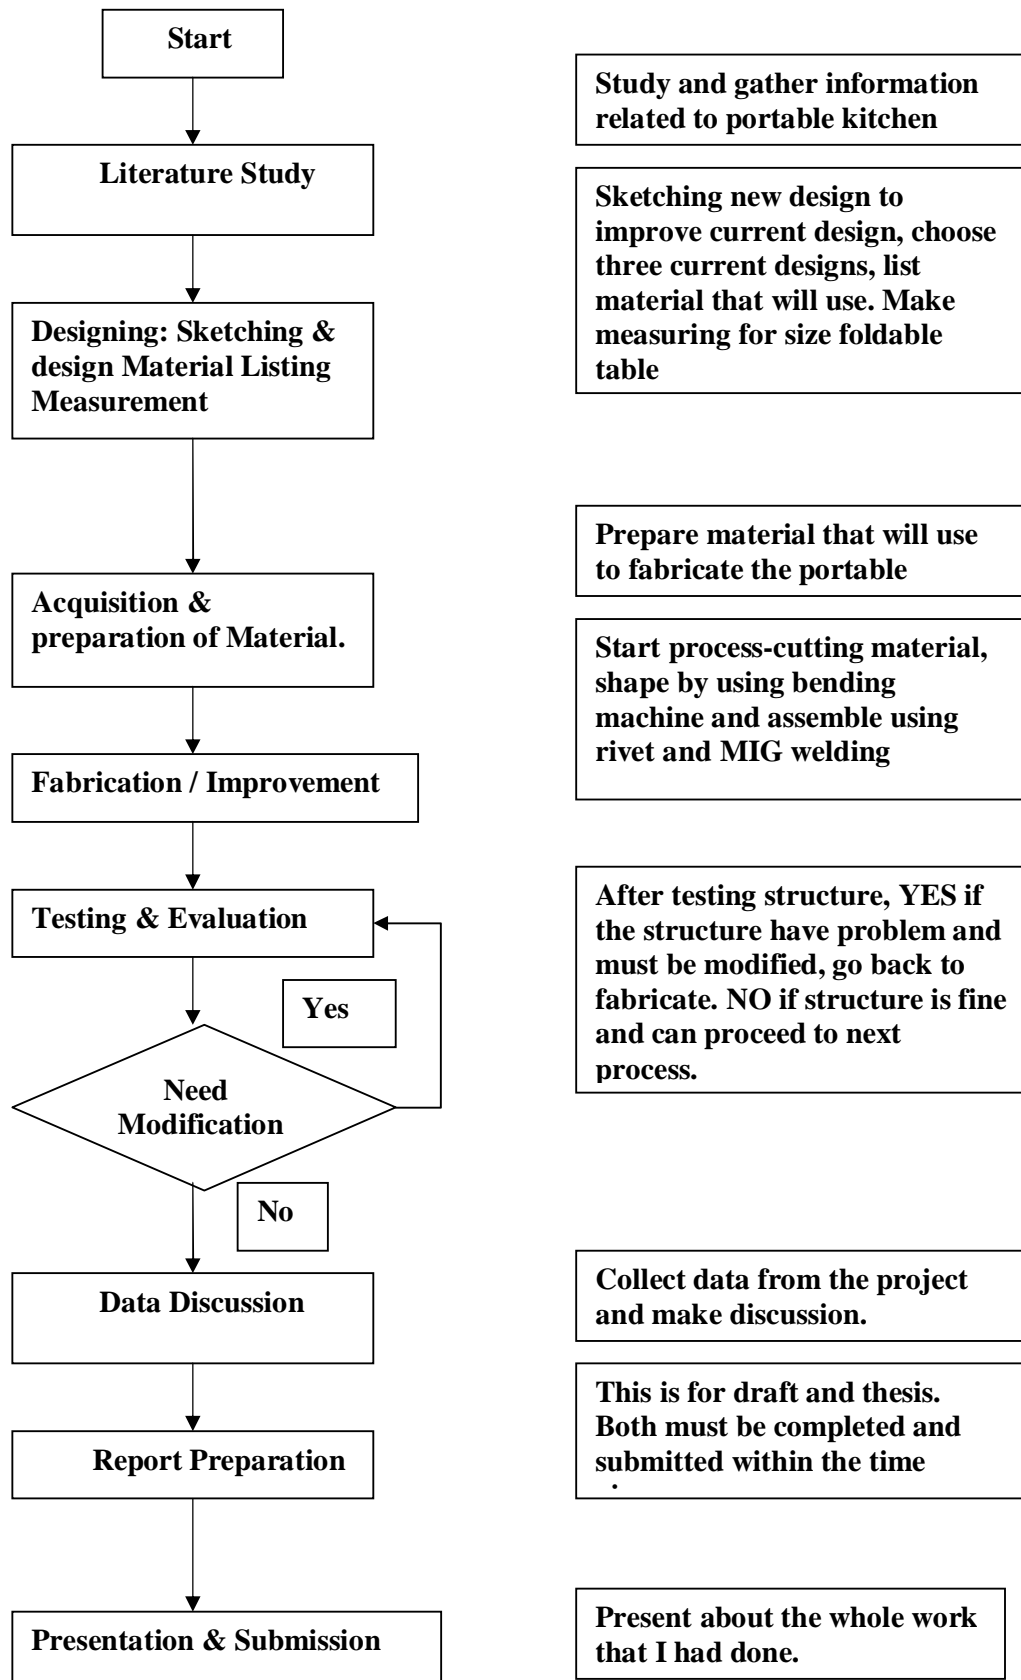 Start
Study and gather information
related to portable kitchen
Literature Study
Sketching new design to
improve current design, choose
three current designs, list
material that will use. Make
measuring for size foldable
table
Designing: Sketching &
design Material Listing
Measurement
Prepare material that will use
to fabricate the portable
Acquisition &
preparation of Material.
Start process-cutting material,
shape by using bending
machine and assemble using
rivet and MIG welding
Fabrication / Improvement
Testing & Evaluation
After testing structure, YES if
the structure have problem and
must be modified, go back to
fabricate. NO if structure is fine
and can proceed to next
process.
Yes
Need
Modification
No
Data Discussion
Collect data from the project
and make discussion.
This is for draft and thesis.
Both must be completed and
submitted within the time
Report Preparation
Presentation & Submission
Present about the whole work
that I had done.